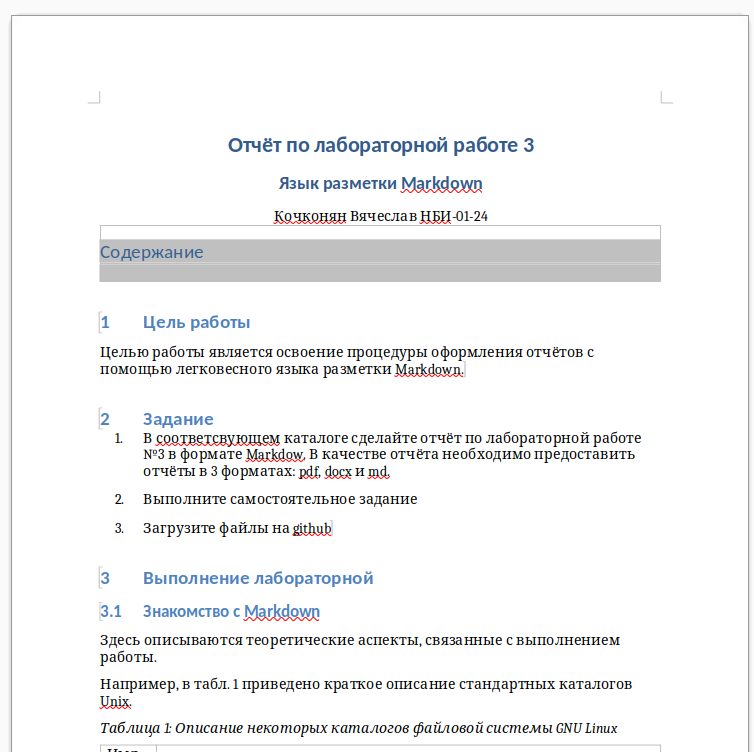 Отчёт по лабораторной работе 3
Язык разметки Markdown
Кочконян Вячеслав НБИ-01-24
Содержание
1 Цель работы
Целью работы является освоение процедуры оформления отчётов с
помощью легковесного языка разметки Markdown.
2 Задание
1. В соответсвующем каталоге сделайте отчёт по лабораторной работе
№3 в формате Markdow. В качестве отчёта необходимо предоставить
отчёты в 3 форматах: pdf, docx и md.
2. Выполните самостоятельное задание
3. Загрузите файлы на github
3 Выполнение лабораторной
3.1 Знакомство с Markdown
Здесь описываются теоретические аспекты, связанные с выполнением
работы.
Например, в табл. 1 приведено краткое описание стандартных каталогов
Unix.
Таблица 1: Описание некоторых каталогов файловой системы GNU Linux